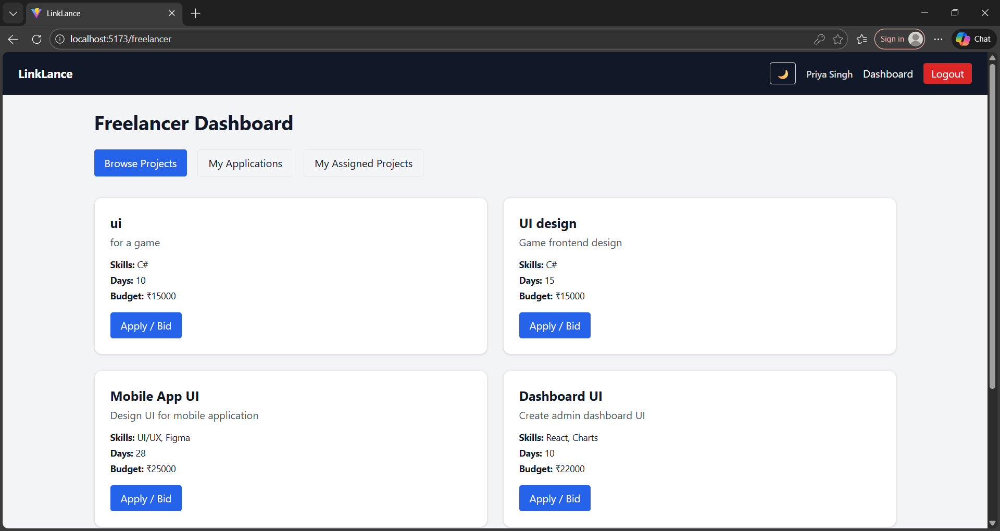 LinkLance
localhost:5173/freelancer
Sign in
Chat
LinkLance
Priya Singh
Dashboard
Logout
Freelancer Dashboard
Browse Projects
My Applications
My Assigned Projects
ui
for a game
Skills: C#
Days: 10
Budget: ₹15000
Apply / Bid
UI design
Game frontend design
Skills: C#
Days: 15
Budget: ₹15000
Apply / Bid
Mobile App UI
Design UI for mobile application
Skills: UI/UX, Figma
Days: 28
Budget: ₹25000
Apply / Bid
Dashboard UI
Create admin dashboard UI
Skills: React, Charts
Days: 10
Budget: ₹22000
Apply / Bid